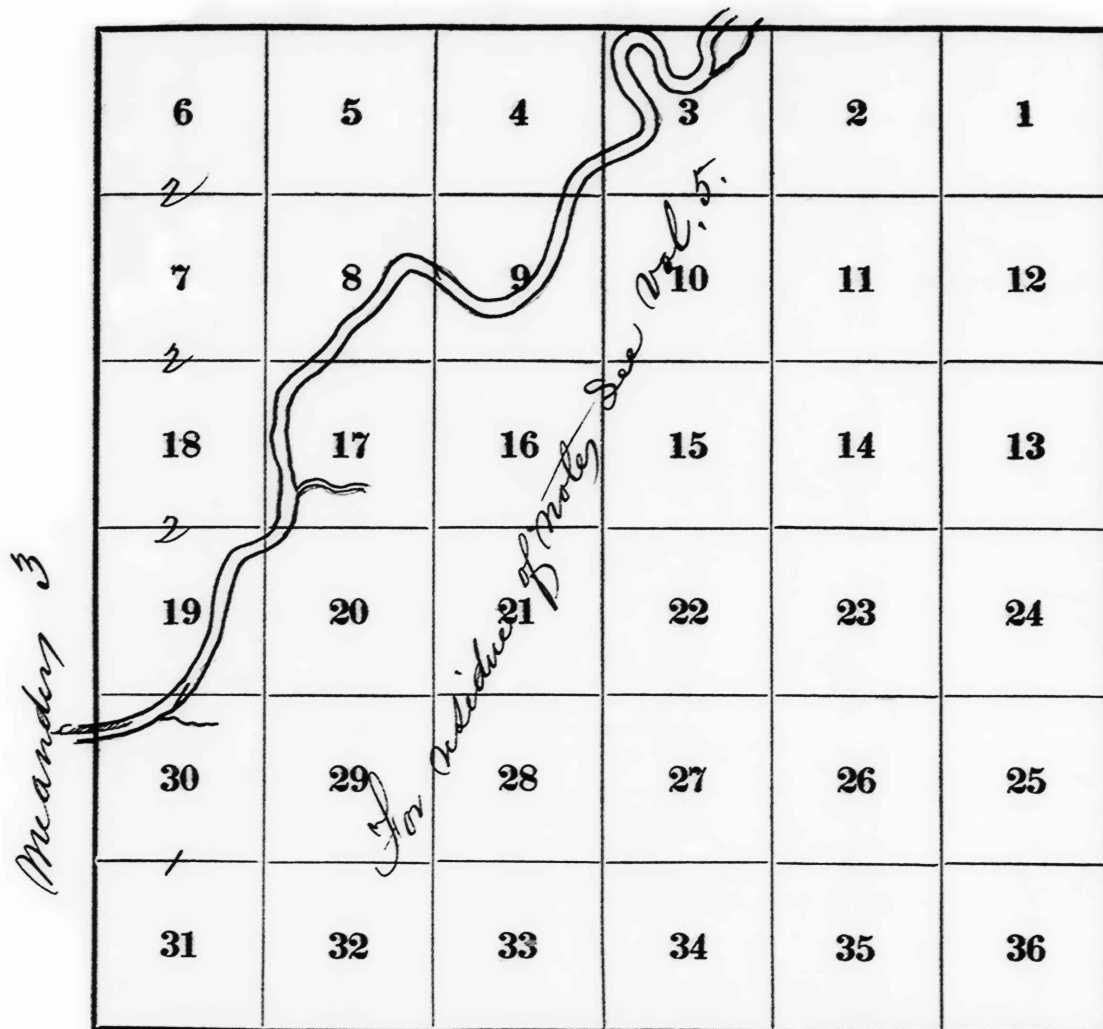 6 5 4 3 2 1
2
7 8 9 10 11 12
2
18 17 16 15 14 13
2
19 20 21 22 23 24
30 29 28 27 26 25
1
31 32 33 34 35 36
For residue of Notes See Vol. 5.
Meanders 3